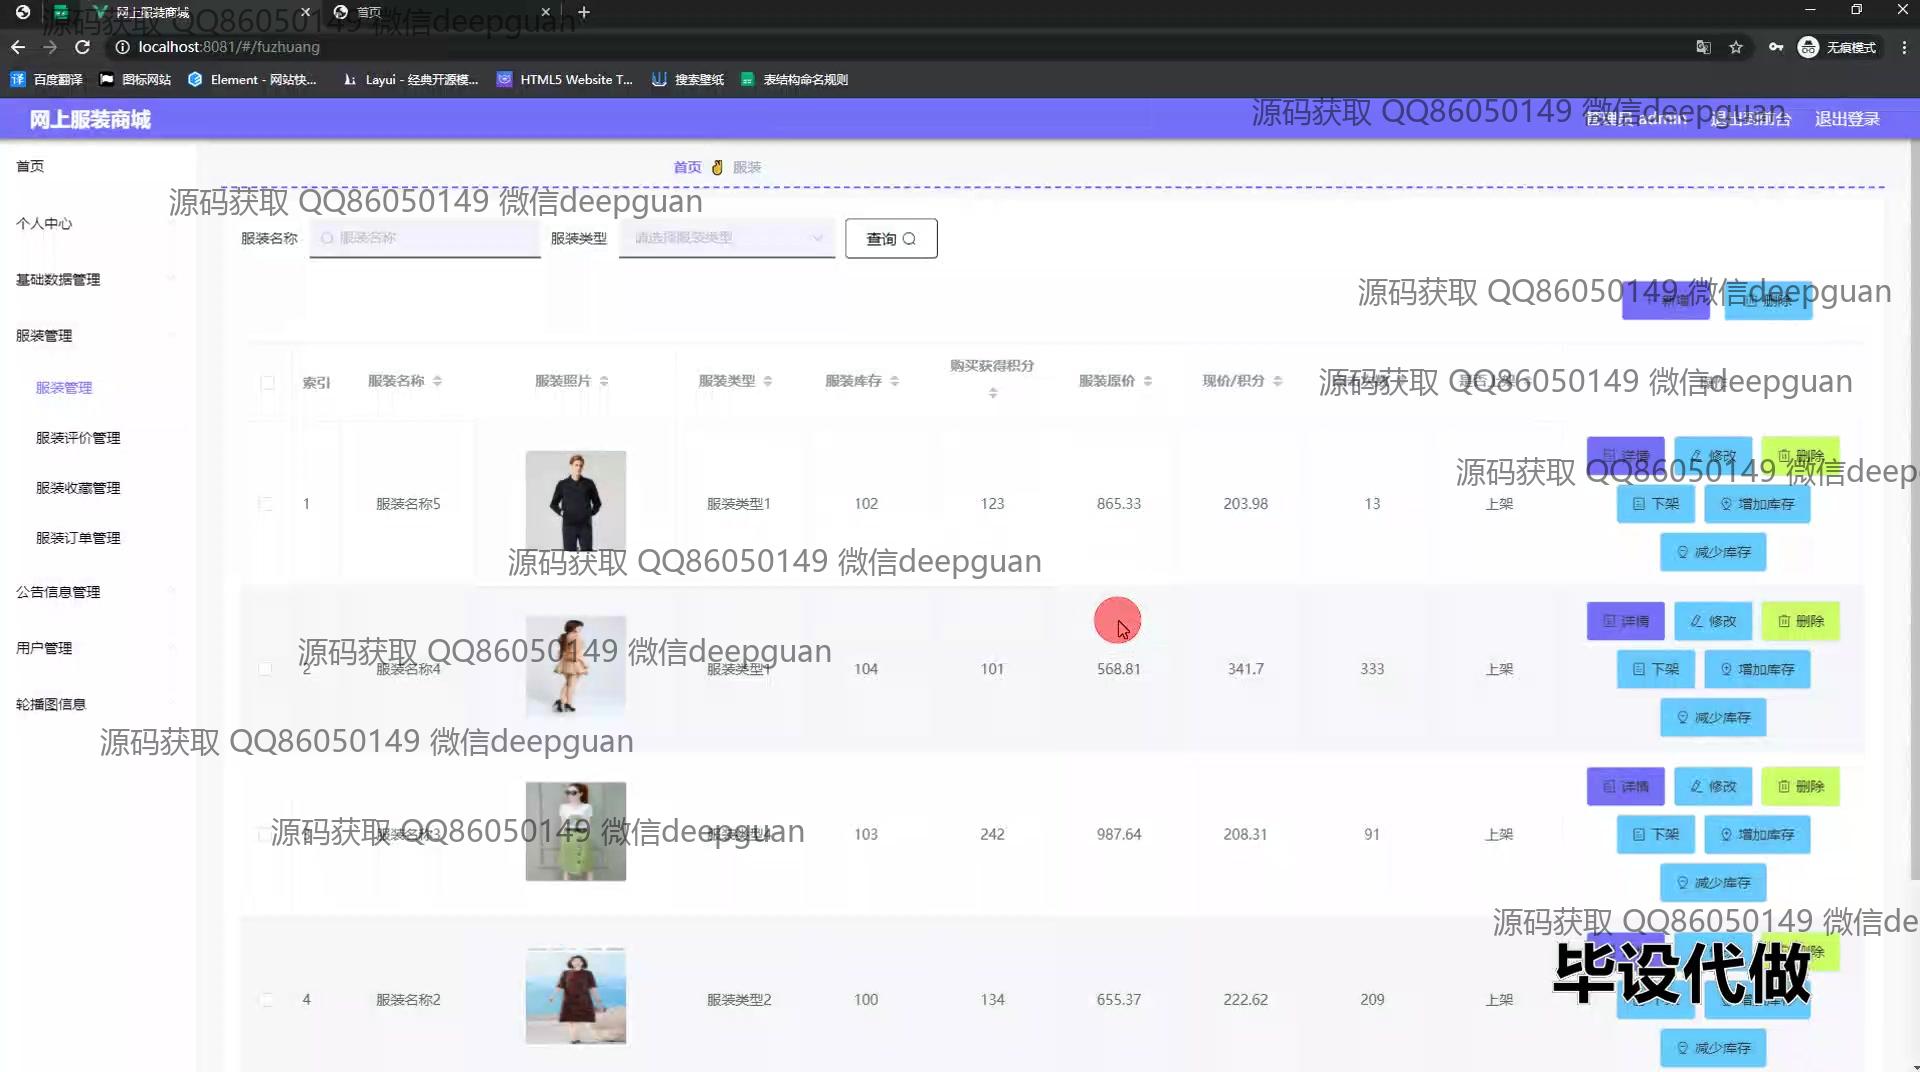 网上服装商城
首页
localhost:8081/#/fuzhuang
无痕模式
百度翻译
图标网站
Element - 网站快...
Layui - 经典开源模...
HTML5 Website T...
搜索壁纸
表结构命名规则
网上服装商城
管理员 admin
退出到前台
退出登录
源码获取 QQ86050149 微信deepguan
源码获取 QQ86050149 微信deepguan
首页
个人中心
基础数据管理
服装管理
服装管理
服装评价管理
服装收藏管理
服装订单管理
公告信息管理
用户管理
轮播图信息
首页 服装
源码获取 QQ86050149 微信deepguan
服装名称 服装名称 服装类型 请选择服装类型 查询
源码获取 QQ86050149 微信deepguan
新增 删除
索引 服装名称 服装照片 服装类型 服装库存 购买获得积分 服装原价 现价/积分
源码获取 QQ86050149 微信deepguan
1 服装名称5 服装类型1 102 123 865.33 203.98 13 上架
详情 修改 删除
源码获取 QQ86050149 微信deep
下架 增加库存
减少库存
源码获取 QQ86050149 微信deepguan
2 服装名称4 服装类型1 104 101 568.81 341.7 333 上架
详情 修改 删除
下架 增加库存
减少库存
源码获取 QQ86050149 微信deepguan
源码获取 QQ86050149 微信deepguan
服装名称3 服装类型4 103 242 987.64 208.31 91 上架
详情 修改 删除
下架 增加库存
减少库存
源码获取 QQ86050149 微信deepguan
源码获取 QQ86050149 微信de
4 服装名称2 服装类型2 100 134 655.37 222.62 209 上架
删除
毕设代做
减少库存